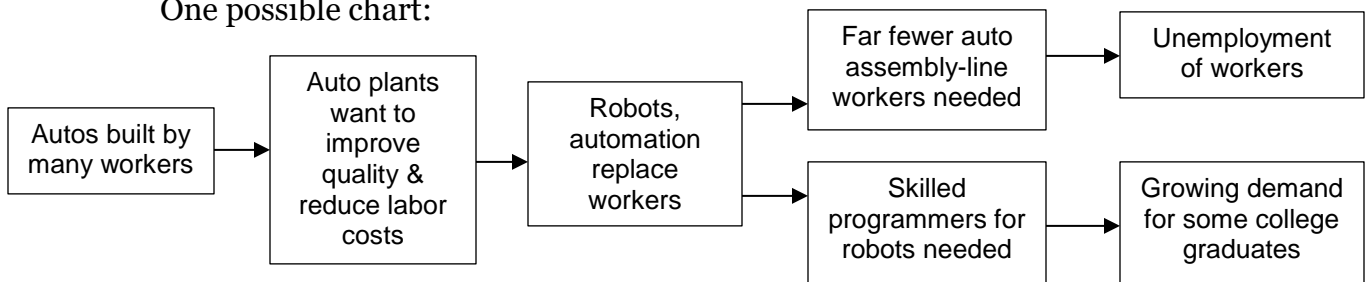 One possible chart:
Autos built by
many workers
Auto plants
want to
improve
quality &
reduce labor
costs
Robots,
automation
replace
workers
Far fewer auto
assembly-line
workers needed
Unemployment
of workers
Skilled
programmers for
robots needed
Growing demand
for some college
graduates